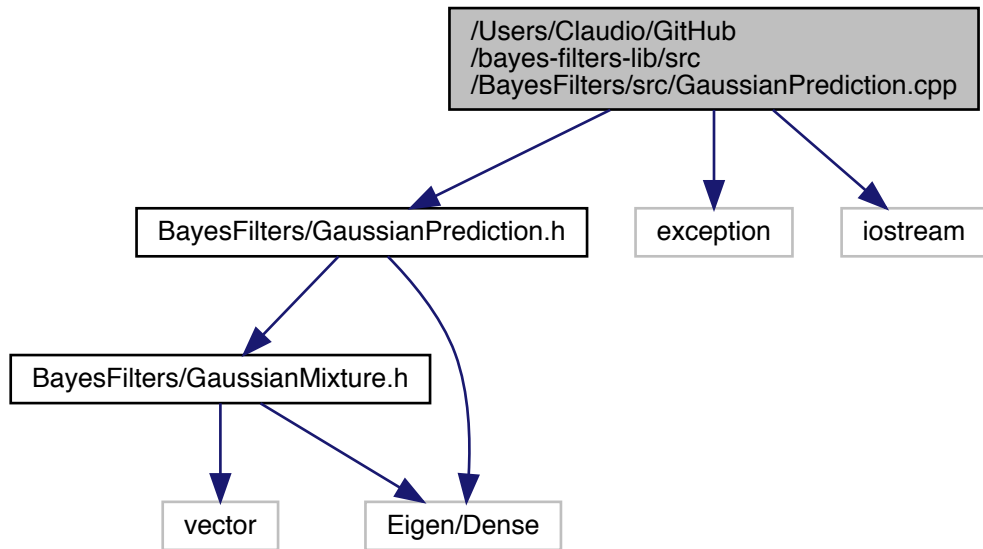 /Users/Claudio/GitHub
/bayes-filters-lib/src
/BayesFilters/src/GaussianPrediction.cpp
BayesFilters/GaussianPrediction.h
exception
iostream
BayesFilters/GaussianMixture.h
vector
Eigen/Dense